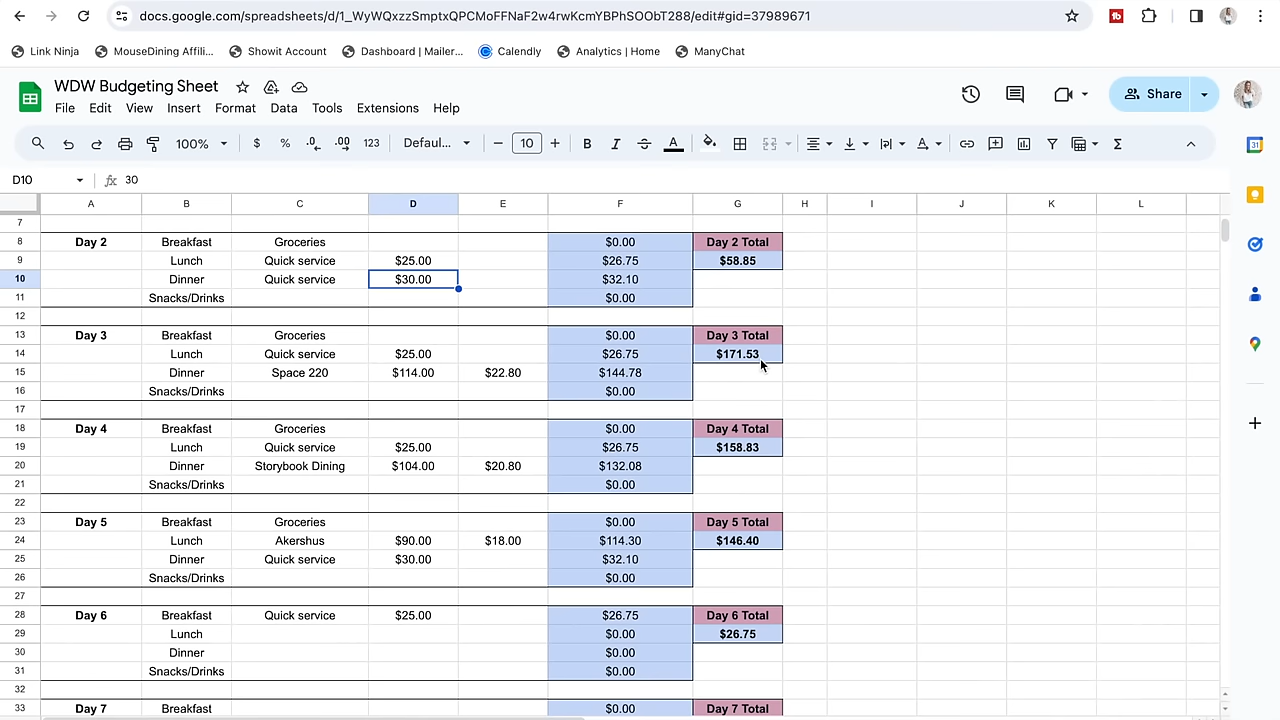 docs.google.com/spreadsheets/d/1_WyWQxzzSmptxQPCMoFFNaF2w4rwKcmYBPhSOObT288/edit#gid=37989671
Link Ninja MouseDining Affili... Showit Account Dashboard | Mailer... Calendly Analytics | Home ManyChat
WDW Budgeting Sheet
File Edit View Insert Format Data Tools Extensions Help
Share
100% $ % .0 .00 123 Defaul... 10 B I A
D10 fx 30
A B C D E F G H I J K L
7
8 Day 2 Breakfast Groceries $0.00 Day 2 Total
9 Lunch Quick service $25.00 $26.75 $58.85
10 Dinner Quick service $30.00 $32.10
11 Snacks/Drinks $0.00
12
13 Day 3 Breakfast Groceries $0.00 Day 3 Total
14 Lunch Quick service $25.00 $26.75 $171.53
15 Dinner Space 220 $114.00 $22.80 $144.78
16 Snacks/Drinks $0.00
17
18 Day 4 Breakfast Groceries $0.00 Day 4 Total
19 Lunch Quick service $25.00 $26.75 $158.83
20 Dinner Storybook Dining $104.00 $20.80 $132.08
21 Snacks/Drinks $0.00
22
23 Day 5 Breakfast Groceries $0.00 Day 5 Total
24 Lunch Akershus $90.00 $18.00 $114.30 $146.40
25 Dinner Quick service $30.00 $32.10
26 Snacks/Drinks $0.00
27
28 Day 6 Breakfast Quick service $25.00 $26.75 Day 6 Total
29 Lunch $0.00 $26.75
30 Dinner $0.00
31 Snacks/Drinks $0.00
32
33 Day 7 Breakfast $0.00 Day 7 Total